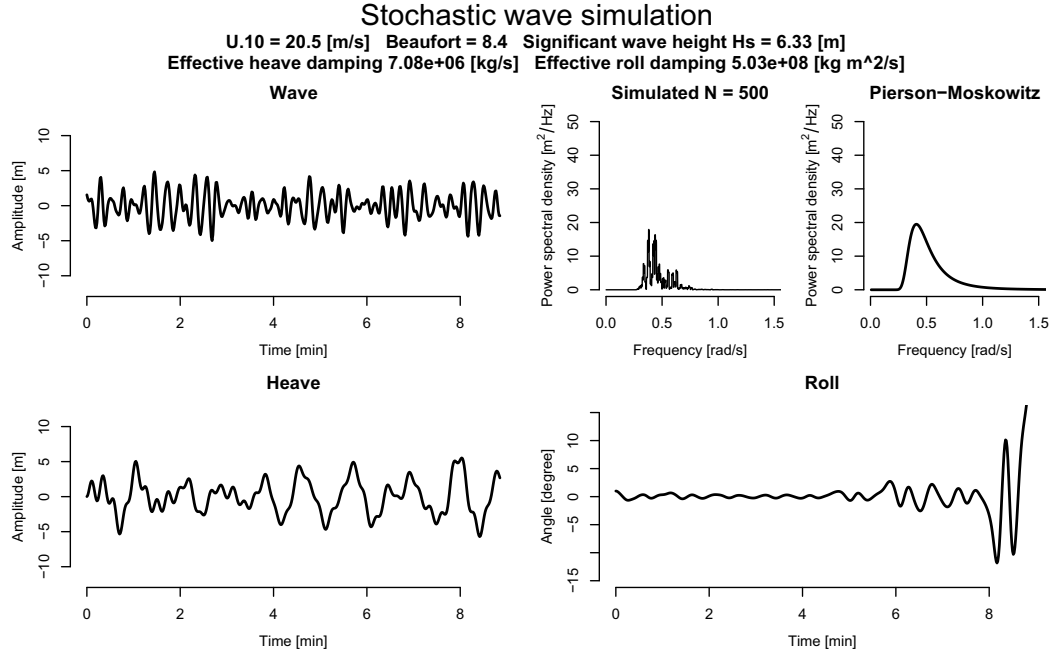 Stochastic wave simulation
U.10 = 20.5 [m/s]   Beaufort = 8.4   Significant wave height Hs = 6.33 [m]
Effective heave damping 7.08e+06 [kg/s]   Effective roll damping 5.03e+08 [kg m^2/s]
Wave
Amplitude [m]
10
5
0
−5
−10
0 2 4 6 8
Time [min]
Simulated N = 500
Power spectral density [m²/Hz]
50
40
30
20
10
0
0.0 0.5 1.0 1.5
Frequency [rad/s]
Pierson−Moskowitz
Power spectral density [m²/Hz]
50
40
30
20
10
0
0.0 0.5 1.0 1.5
Frequency [rad/s]
Heave
Amplitude [m]
10
5
0
−5
−10
0 2 4 6 8
Time [min]
Roll
Angle [degree]
10
5
0
−5
−15
0 2 4 6 8
Time [min]